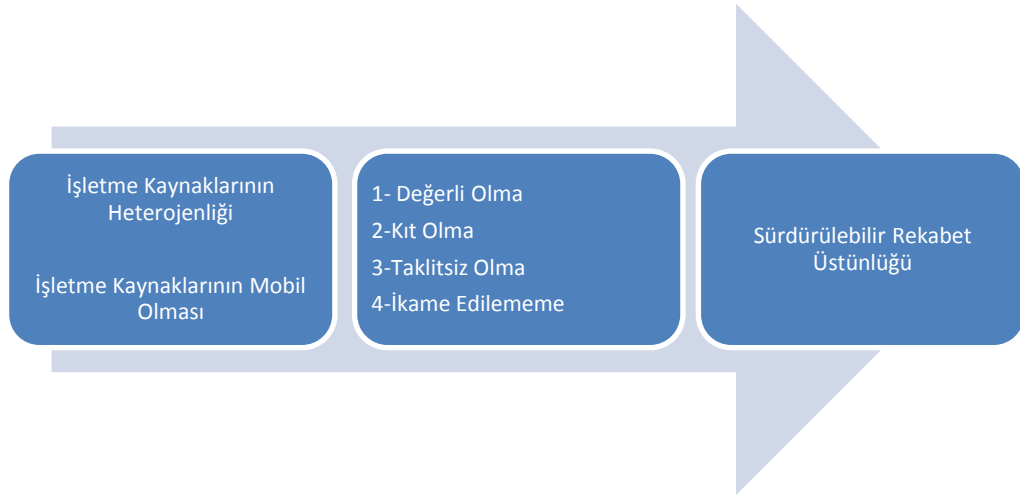 İşletme Kaynaklarının
Heterojenliği
İşletme Kaynaklarının Mobil
Olması
1- Değerli Olma
2-Kıt Olma
3-Taklitsiz Olma
4-İkame Edilememe
Sürdürülebilir Rekabet
Üstünlüğü